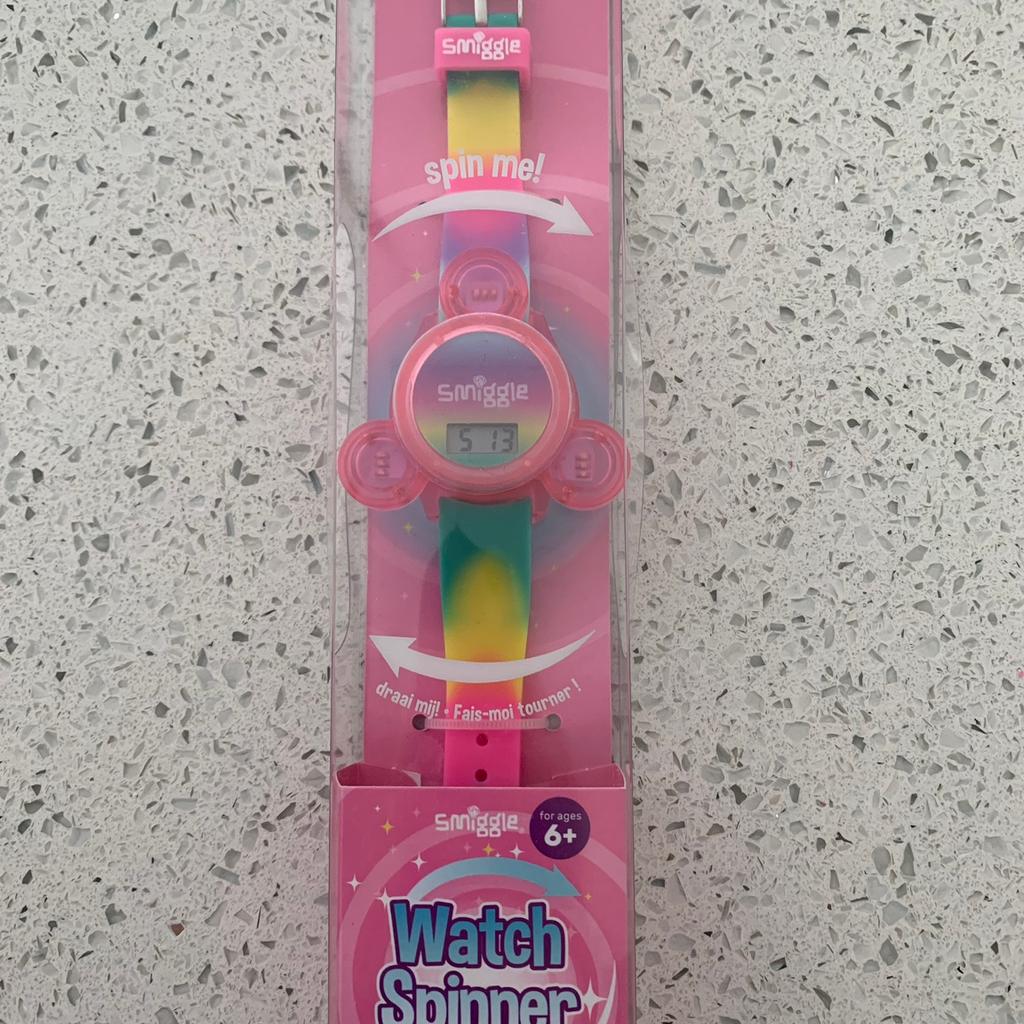 smiggle
spin me!
smiggle
5 13
draai mij! • Fais-moi tourner !
smiggle
for ages
6+
Watch
Spinner